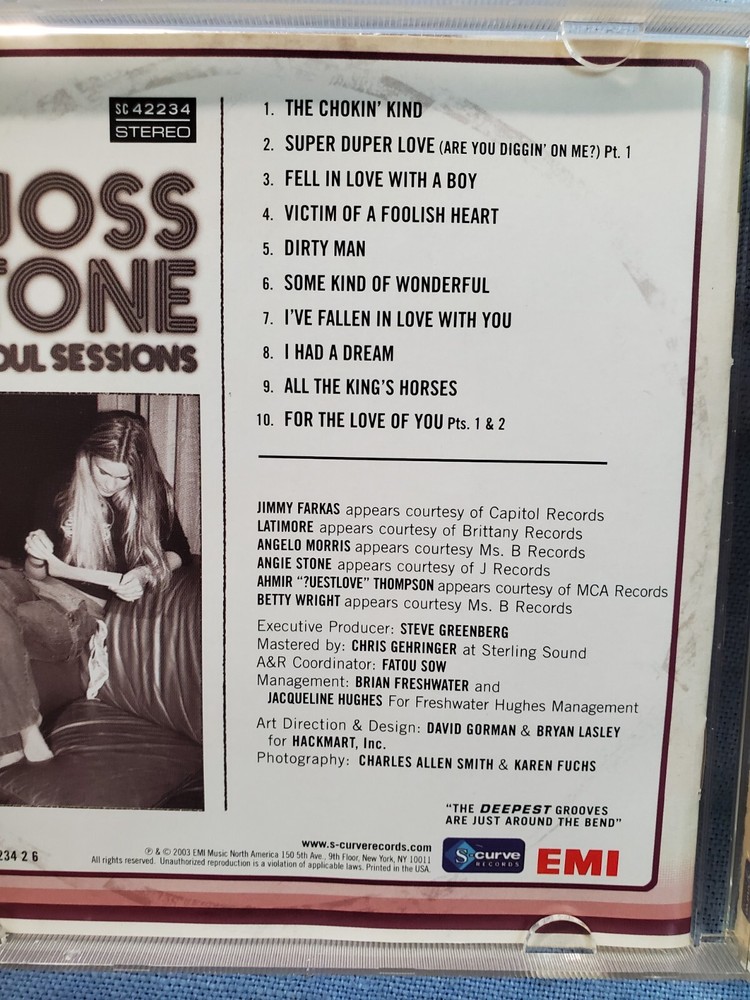 SC 42234
STEREO
JOSS
TONE
OUL SESSIONS
1. THE CHOKIN' KIND
2. SUPER DUPER LOVE (ARE YOU DIGGIN' ON ME?) Pt. 1
3. FELL IN LOVE WITH A BOY
4. VICTIM OF A FOOLISH HEART
5. DIRTY MAN
6. SOME KIND OF WONDERFUL
7. I'VE FALLEN IN LOVE WITH YOU
8. I HAD A DREAM
9. ALL THE KING'S HORSES
10. FOR THE LOVE OF YOU Pts. 1 & 2
JIMMY FARKAS appears courtesy of Capitol Records
LATIMORE appears courtesy of Brittany Records
ANGELO MORRIS appears courtesy Ms. B Records
ANGIE STONE appears courtesy of J Records
AHMIR "?UESTLOVE" THOMPSON appears courtesy of MCA Records
BETTY WRIGHT appears courtesy Ms. B Records
Executive Producer: STEVE GREENBERG
Mastered by: CHRIS GEHRINGER at Sterling Sound
A&R Coordinator: FATOU SOW
Management: BRIAN FRESHWATER and
JACQUELINE HUGHES For Freshwater Hughes Management
Art Direction & Design: DAVID GORMAN & BRYAN LASLEY
for HACKMART, Inc.
Photography: CHARLES ALLEN SMITH & KAREN FUCHS
"THE DEEPEST GROOVES
ARE JUST AROUND THE BEND"
234 2 6
www.s-curverecords.com
℗ & © 2003 EMI Music North America 150 5th Ave., 9th Floor, New York, NY 10011
All rights reserved. Unauthorized reproduction is a violation of applicable laws. Printed in the USA.
S-curve
RECORDS
EMI